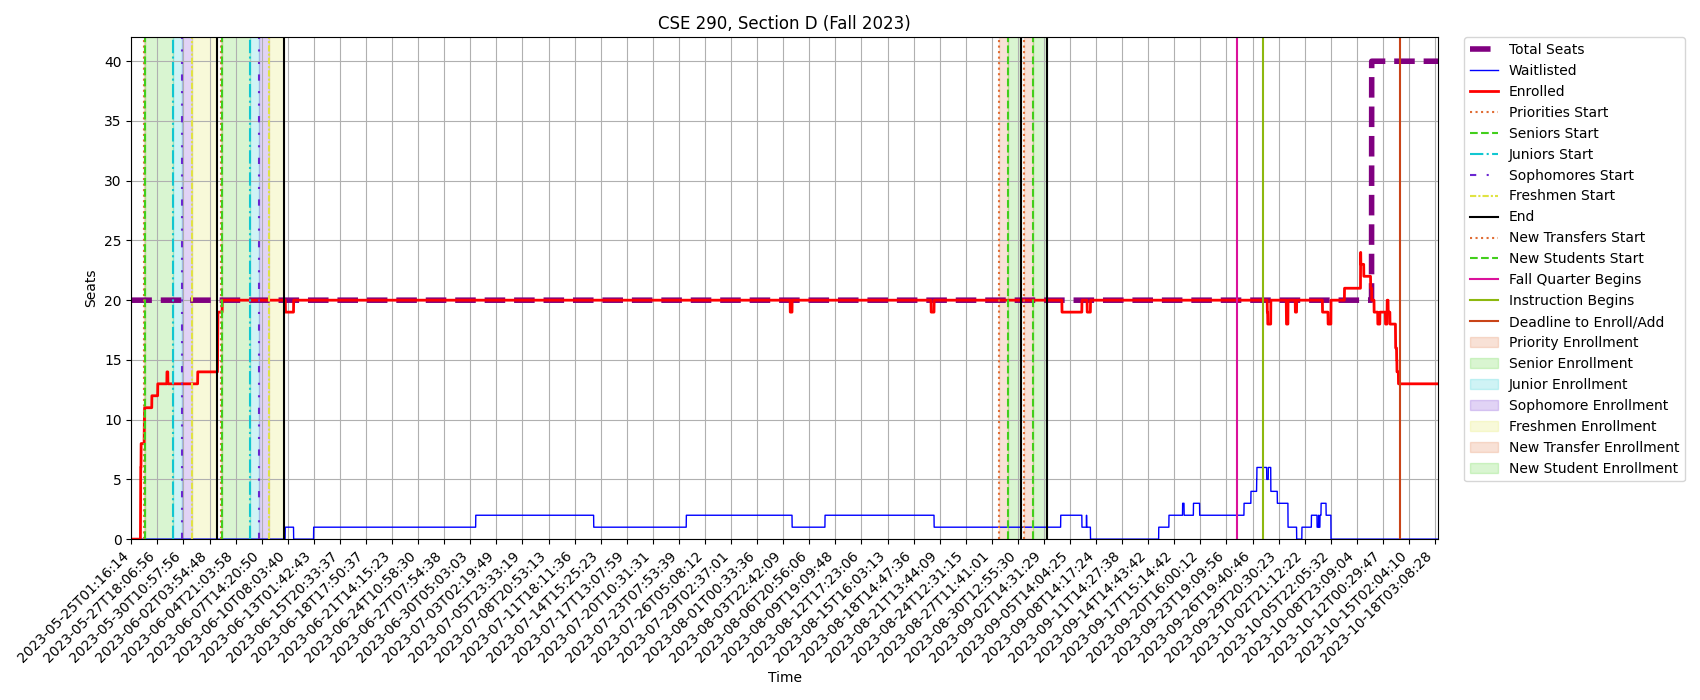 CSE 290, Section D (Fall 2023)
Seats
40
35
30
25
20
15
10
5
0
2023-05-25T01:16:14
2023-05-27T18:06:56
2023-05-30T10:57:56
2023-06-02T03:54:48
2023-06-04T21:03:58
2023-06-07T14:20:50
2023-06-10T08:03:40
2023-06-13T01:42:43
2023-06-15T20:33:37
2023-06-18T17:50:37
2023-06-21T14:15:23
2023-06-24T10:58:30
2023-06-27T07:54:38
2023-06-30T05:03:03
2023-07-03T02:19:49
2023-07-05T23:33:19
2023-07-08T20:53:13
2023-07-11T18:11:36
2023-07-14T15:25:23
2023-07-17T13:07:59
2023-07-20T10:31:31
2023-07-23T07:53:39
2023-07-26T05:08:12
2023-07-29T02:37:01
2023-08-01T00:33:36
2023-08-03T22:42:09
2023-08-06T20:56:06
2023-08-09T19:09:48
2023-08-12T17:23:06
2023-08-15T16:03:13
2023-08-18T14:47:36
2023-08-21T13:44:09
2023-08-24T12:31:15
2023-08-27T11:41:01
2023-08-30T12:55:30
2023-09-02T14:31:29
2023-09-05T14:04:25
2023-09-08T14:17:24
2023-09-11T14:27:38
2023-09-14T14:43:42
2023-09-17T15:14:42
2023-09-20T16:00:12
2023-09-23T19:09:56
2023-09-26T19:40:46
2023-09-29T20:30:23
2023-10-02T21:12:22
2023-10-05T22:05:32
2023-10-08T23:09:04
2023-10-12T00:29:47
2023-10-15T02:04:10
2023-10-18T03:08:28
Time
Total Seats
Waitlisted
Enrolled
Priorities Start
Seniors Start
Juniors Start
Sophomores Start
Freshmen Start
End
New Transfers Start
New Students Start
Fall Quarter Begins
Instruction Begins
Deadline to Enroll/Add
Priority Enrollment
Senior Enrollment
Junior Enrollment
Sophomore Enrollment
Freshmen Enrollment
New Transfer Enrollment
New Student Enrollment